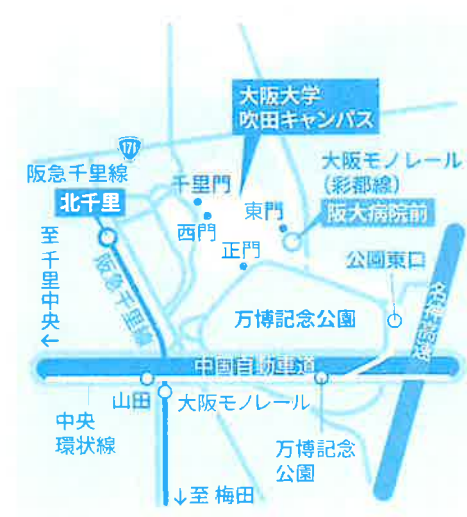 大阪大学
吹田キャンパス
171
阪急千里線
北千里
千里門
西門
東門
正門
大阪モノレール
（彩都線）
阪大病院前
公園東口
至千里中央←
阪急千里線
万博記念公園
名神高速
中国自動車道
山田
大阪モノレール
中央
環状線
万博記念
公園
↓至 梅田